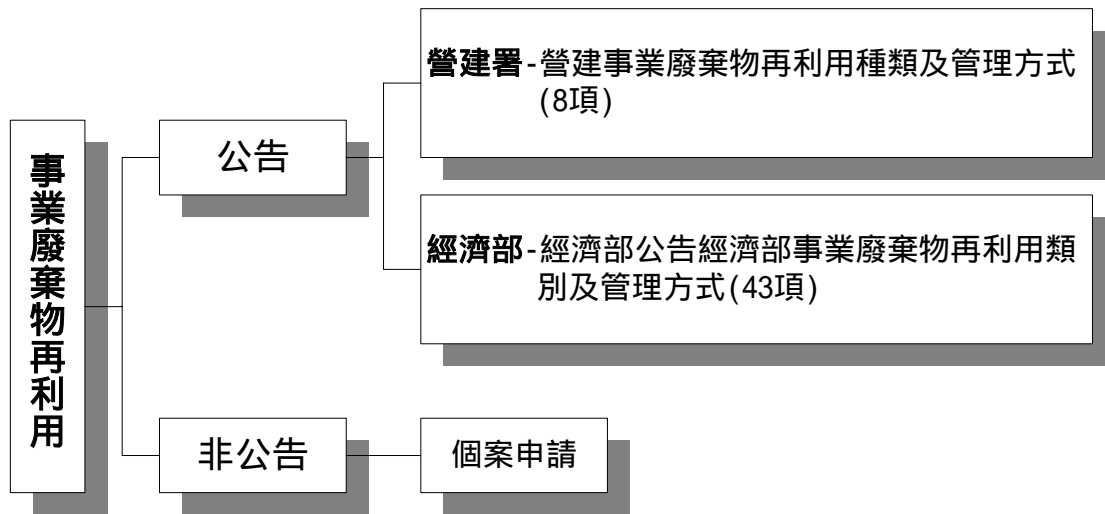 事業廢棄物再利用
公告
營建署-營建事業廢棄物再利用種類及管理方式
(8項)
經濟部-經濟部公告經濟部事業廢棄物再利用類
別及管理方式(43項)
非公告
個案申請